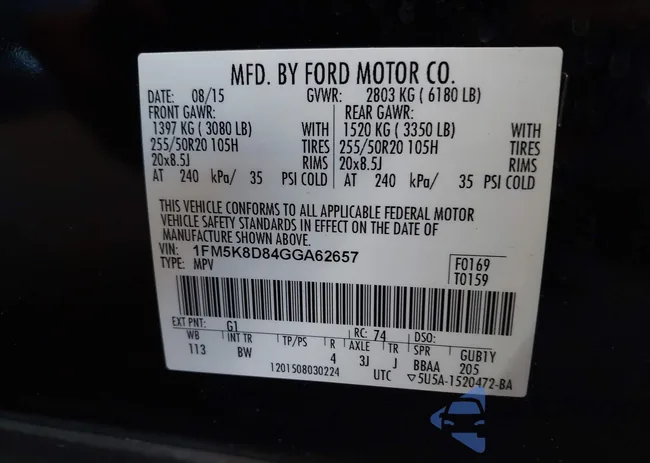 MFD. BY FORD MOTOR CO.
DATE: 08/15 GVWR: 2803 KG ( 6180 LB)
FRONT GAWR: REAR GAWR:
1397 KG ( 3080 LB) WITH 1520 KG ( 3350 LB) WITH
255/50R20 105H TIRES 255/50R20 105H TIRES
20x8.5J RIMS 20x8.5J RIMS
AT 240 kPa/ 35 PSI COLD AT 240 kPa/ 35 PSI COLD
THIS VEHICLE CONFORMS TO ALL APPLICABLE FEDERAL MOTOR
VEHICLE SAFETY STANDARDS IN EFFECT ON THE DATE OF
MANUFACTURE SHOWN ABOVE.
VIN: 1FM5K8D84GGA62657 F0169
TYPE: MPV T0159
EXT PNT: G1 RC: 74 DSO:
WB INT TR TP/PS R AXLE TR SPR GUB1Y
113 BW 4 3J J BBAA 205
1201508030224 UTC ▽5U5A-1520472-BA